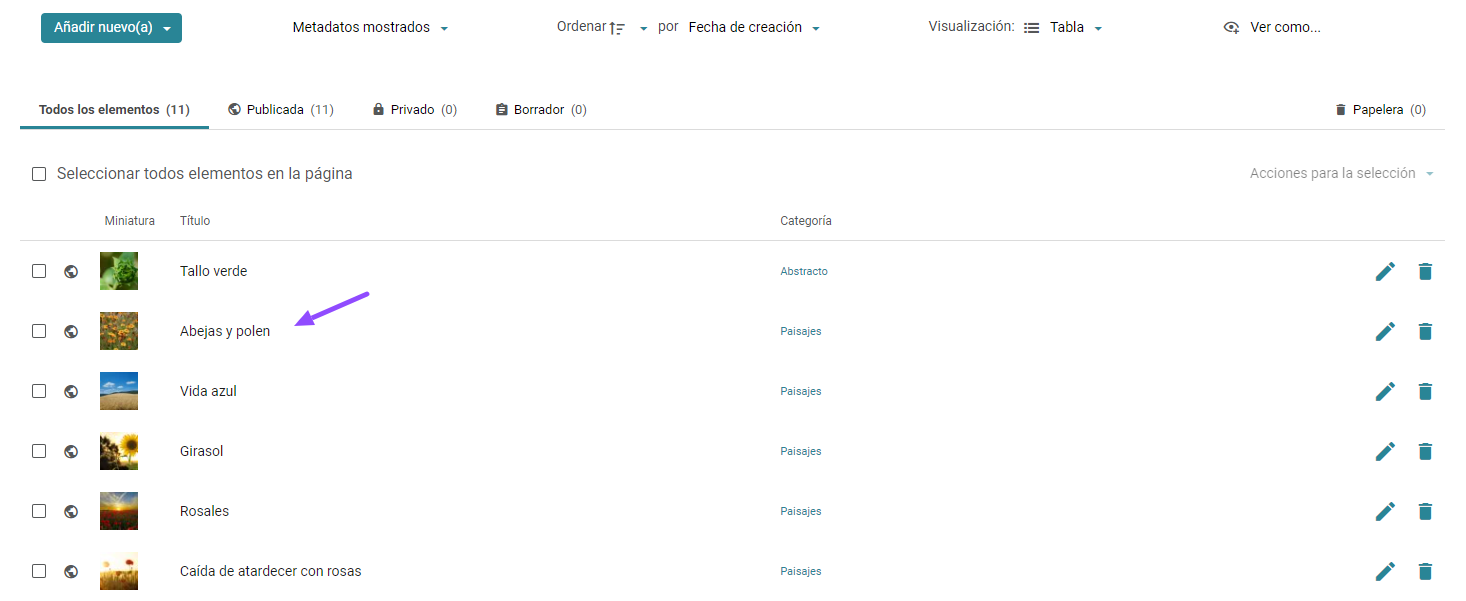 Añadir nuevo(a) Metadatos mostrados Ordenar por Fecha de creación Visualización: Tabla Ver como...
Todos los elementos (11) Publicada (11) Privado (0) Borrador (0) Papelera (0)
Seleccionar todos elementos en la página Acciones para la selección
Miniatura Título Categoría
Tallo verde Abstracto
Abejas y polen Paisajes
Vida azul Paisajes
Girasol Paisajes
Rosales Paisajes
Caída de atardecer con rosas Paisajes